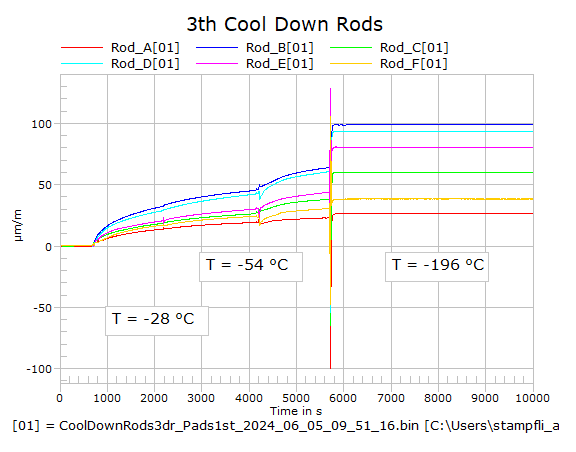 3th Cool Down Rods
Rod_A[01] Rod_B[01] Rod_C[01]
Rod_D[01] Rod_E[01] Rod_F[01]
100
50
0
-50
-100
µm/m
T = -54 °C
T = -196 °C
T = -28 °C
0 1000 2000 3000 4000 5000 6000 7000 8000 9000 10000
Time in s
[01] = CoolDownRods3dr_Pads1st_2024_06_05_09_51_16.bin [C:\Users\stampfli_a